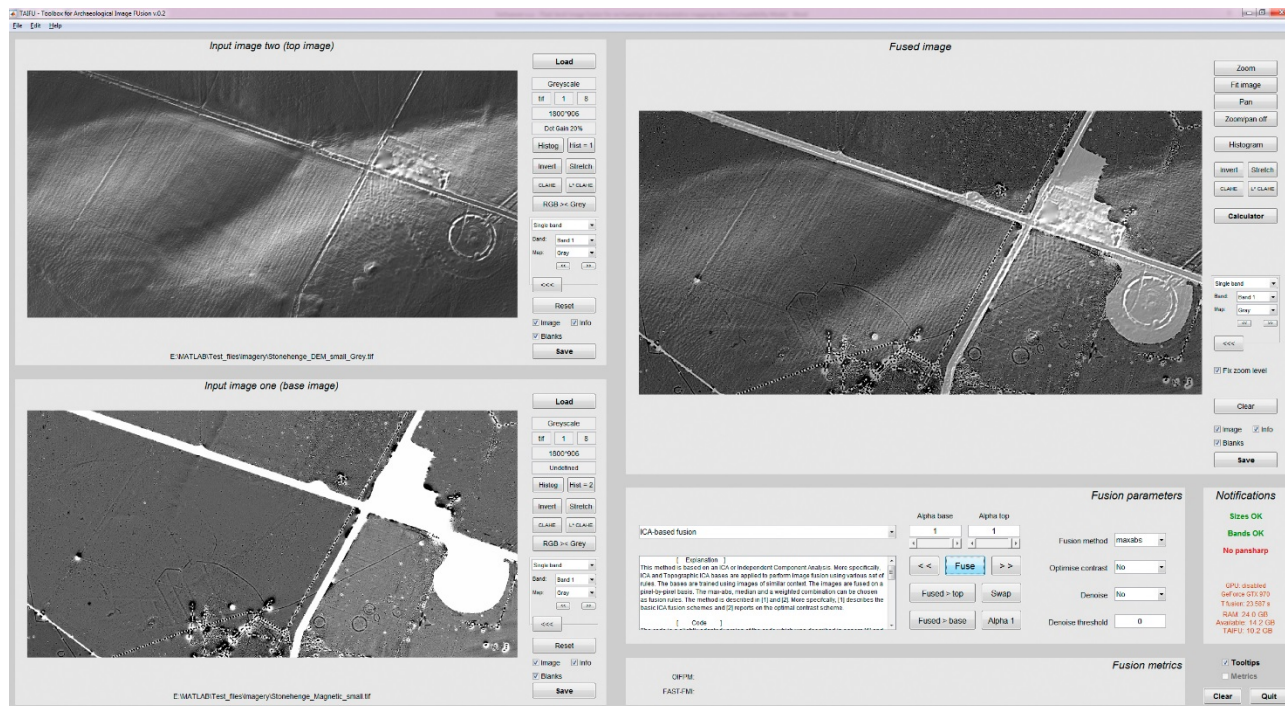 TAIFU - Toolbox for Archaeological Image FUsion v.0.2
File Edit Help
Input image two (top image)
Load
Greyscale
tif 1 8
1800*906
Dot Gain 20%
Histog Hist = 1
Invert Stretch
CLAHE L* CLAHE
RGB >< Grey
Single band
Band: Band 1
Map: Gray
<< >>
<<<
Reset
Image Info
Blanks
Save
E:\MATLAB\Test_files\Imagery\Stonehenge_DEM_small_Grey.tif
Input image one (base image)
Load
Greyscale
tif 1 8
1800*906
Undefined
Histog Hist = 2
Invert Stretch
CLAHE L* CLAHE
RGB >< Grey
Single band
Band: Band 1
Map: Gray
<< >>
<<<
Reset
Image Info
Blanks
Save
E:\MATLAB\Test_files\Imagery\Stonehenge_Magnetic_small.tif
Fused image
Zoom
Fit image
Pan
Zoom/pan off
Histogram
Invert Stretch
CLAHE L* CLAHE
Calculator
Single band
Band: Band 1
Map: Gray
<< >>
<<<
Fix zoom level
Clear
Image Info
Blanks
Save
Fusion parameters
ICA-based fusion
[ Explanation ]
This method is based on an ICA or Independent Component Analysis. More specifically,
ICA and Topographic ICA bases are applied to perform image fusion using various set of
rules. The bases are trained using images of similar context. The images are fused on a
pixel-by-pixel basis. The max-abs, median and a weighted combination can be chosen
as fusion rules. The method is described in [1] and [2]. More specifically, [1] describes the
basic ICA fusion schemes and [2] reports on the optimal contrast scheme.
[ Code ]
Alpha base Alpha top
1 1
<< Fuse >>
Fused > top Swap
Fused > base Alpha 1
Fusion method maxabs
Optimise contrast No
Denoise No
Denoise threshold 0
Fusion metrics
OIFPM:
FAST-FMI:
Notifications
Sizes OK
Bands OK
No pansharp
GPU: disabled
GeForce GTX 970
T fusion: 23.587 s
RAM: 24.0 GB
Available: 14.2 GB
TAIFU: 10.2 GB
Tooltips
Metrics
Clear Quit